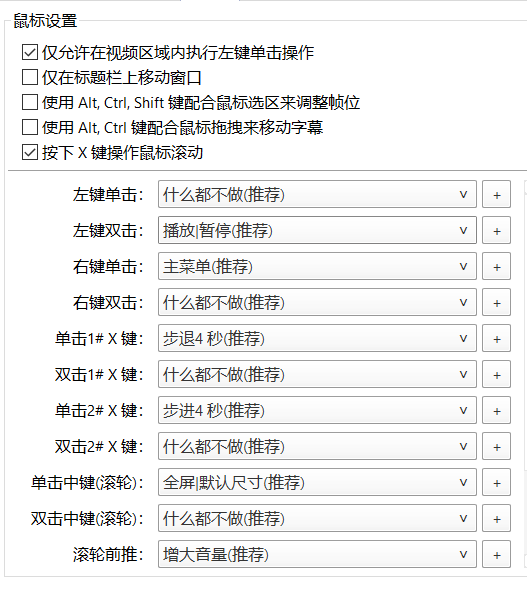 鼠标设置
仅允许在视频区域内执行左键单击操作
仅在标题栏上移动窗口
使用 Alt, Ctrl, Shift 键配合鼠标选区来调整帧位
使用 Alt, Ctrl 键配合鼠标拖拽来移动字幕
按下 X 键操作鼠标滚动
左键单击： 什么都不做(推荐) +
左键双击： 播放|暂停(推荐) +
右键单击： 主菜单(推荐) +
右键双击： 什么都不做(推荐) +
单击1# X 键： 步退4 秒(推荐) +
双击1# X 键： 什么都不做(推荐) +
单击2# X 键： 步进4 秒(推荐) +
双击2# X 键： 什么都不做(推荐) +
单击中键(滚轮)： 全屏|默认尺寸(推荐) +
双击中键(滚轮)： 什么都不做(推荐) +
滚轮前推： 增大音量(推荐) +